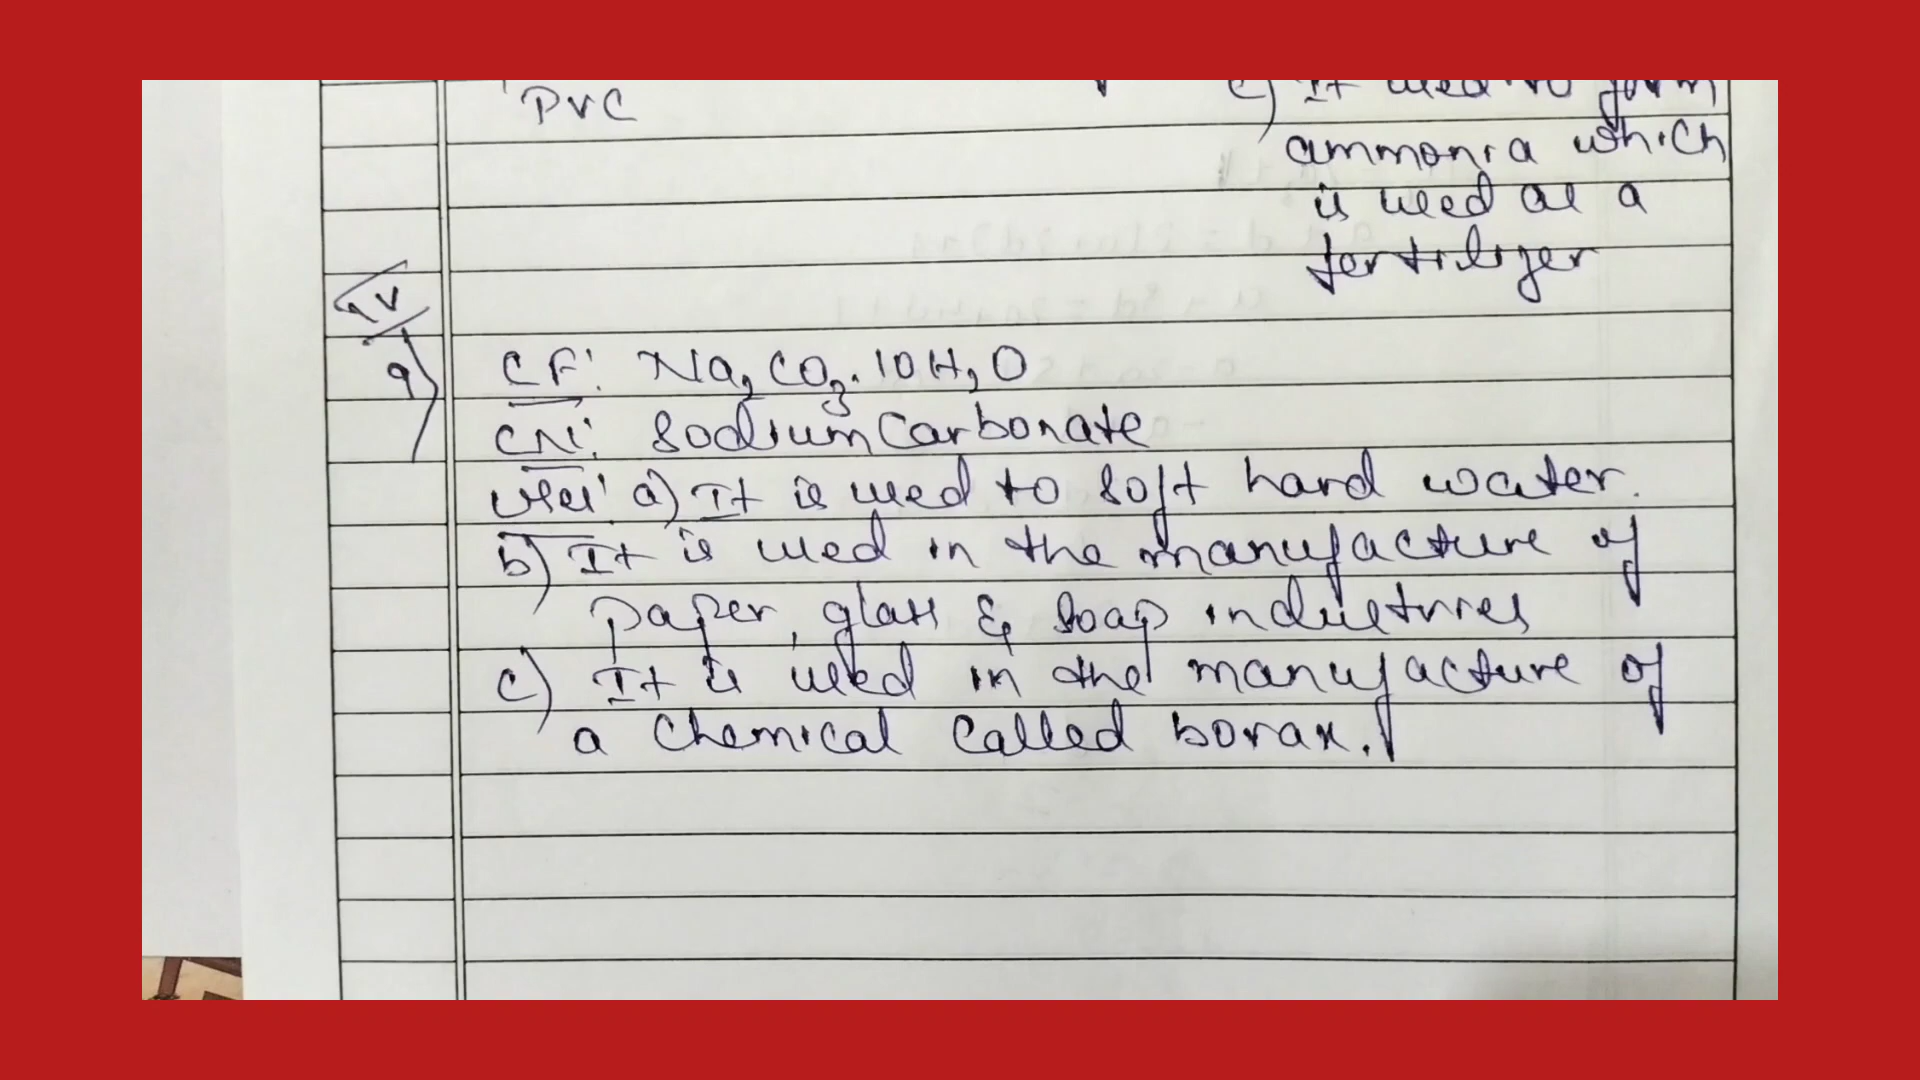 PVC
c) It used to form
ammonia which
is used as a
fertilizer
IV
9)
CF: Na2CO3.10H2O
CN: Sodium Carbonate
Uses: a) It is used to soft hard water.
b) It is used in the manufacture of
paper, glass & soap industries
c) It is used in the manufacture of
a chemical called borax.